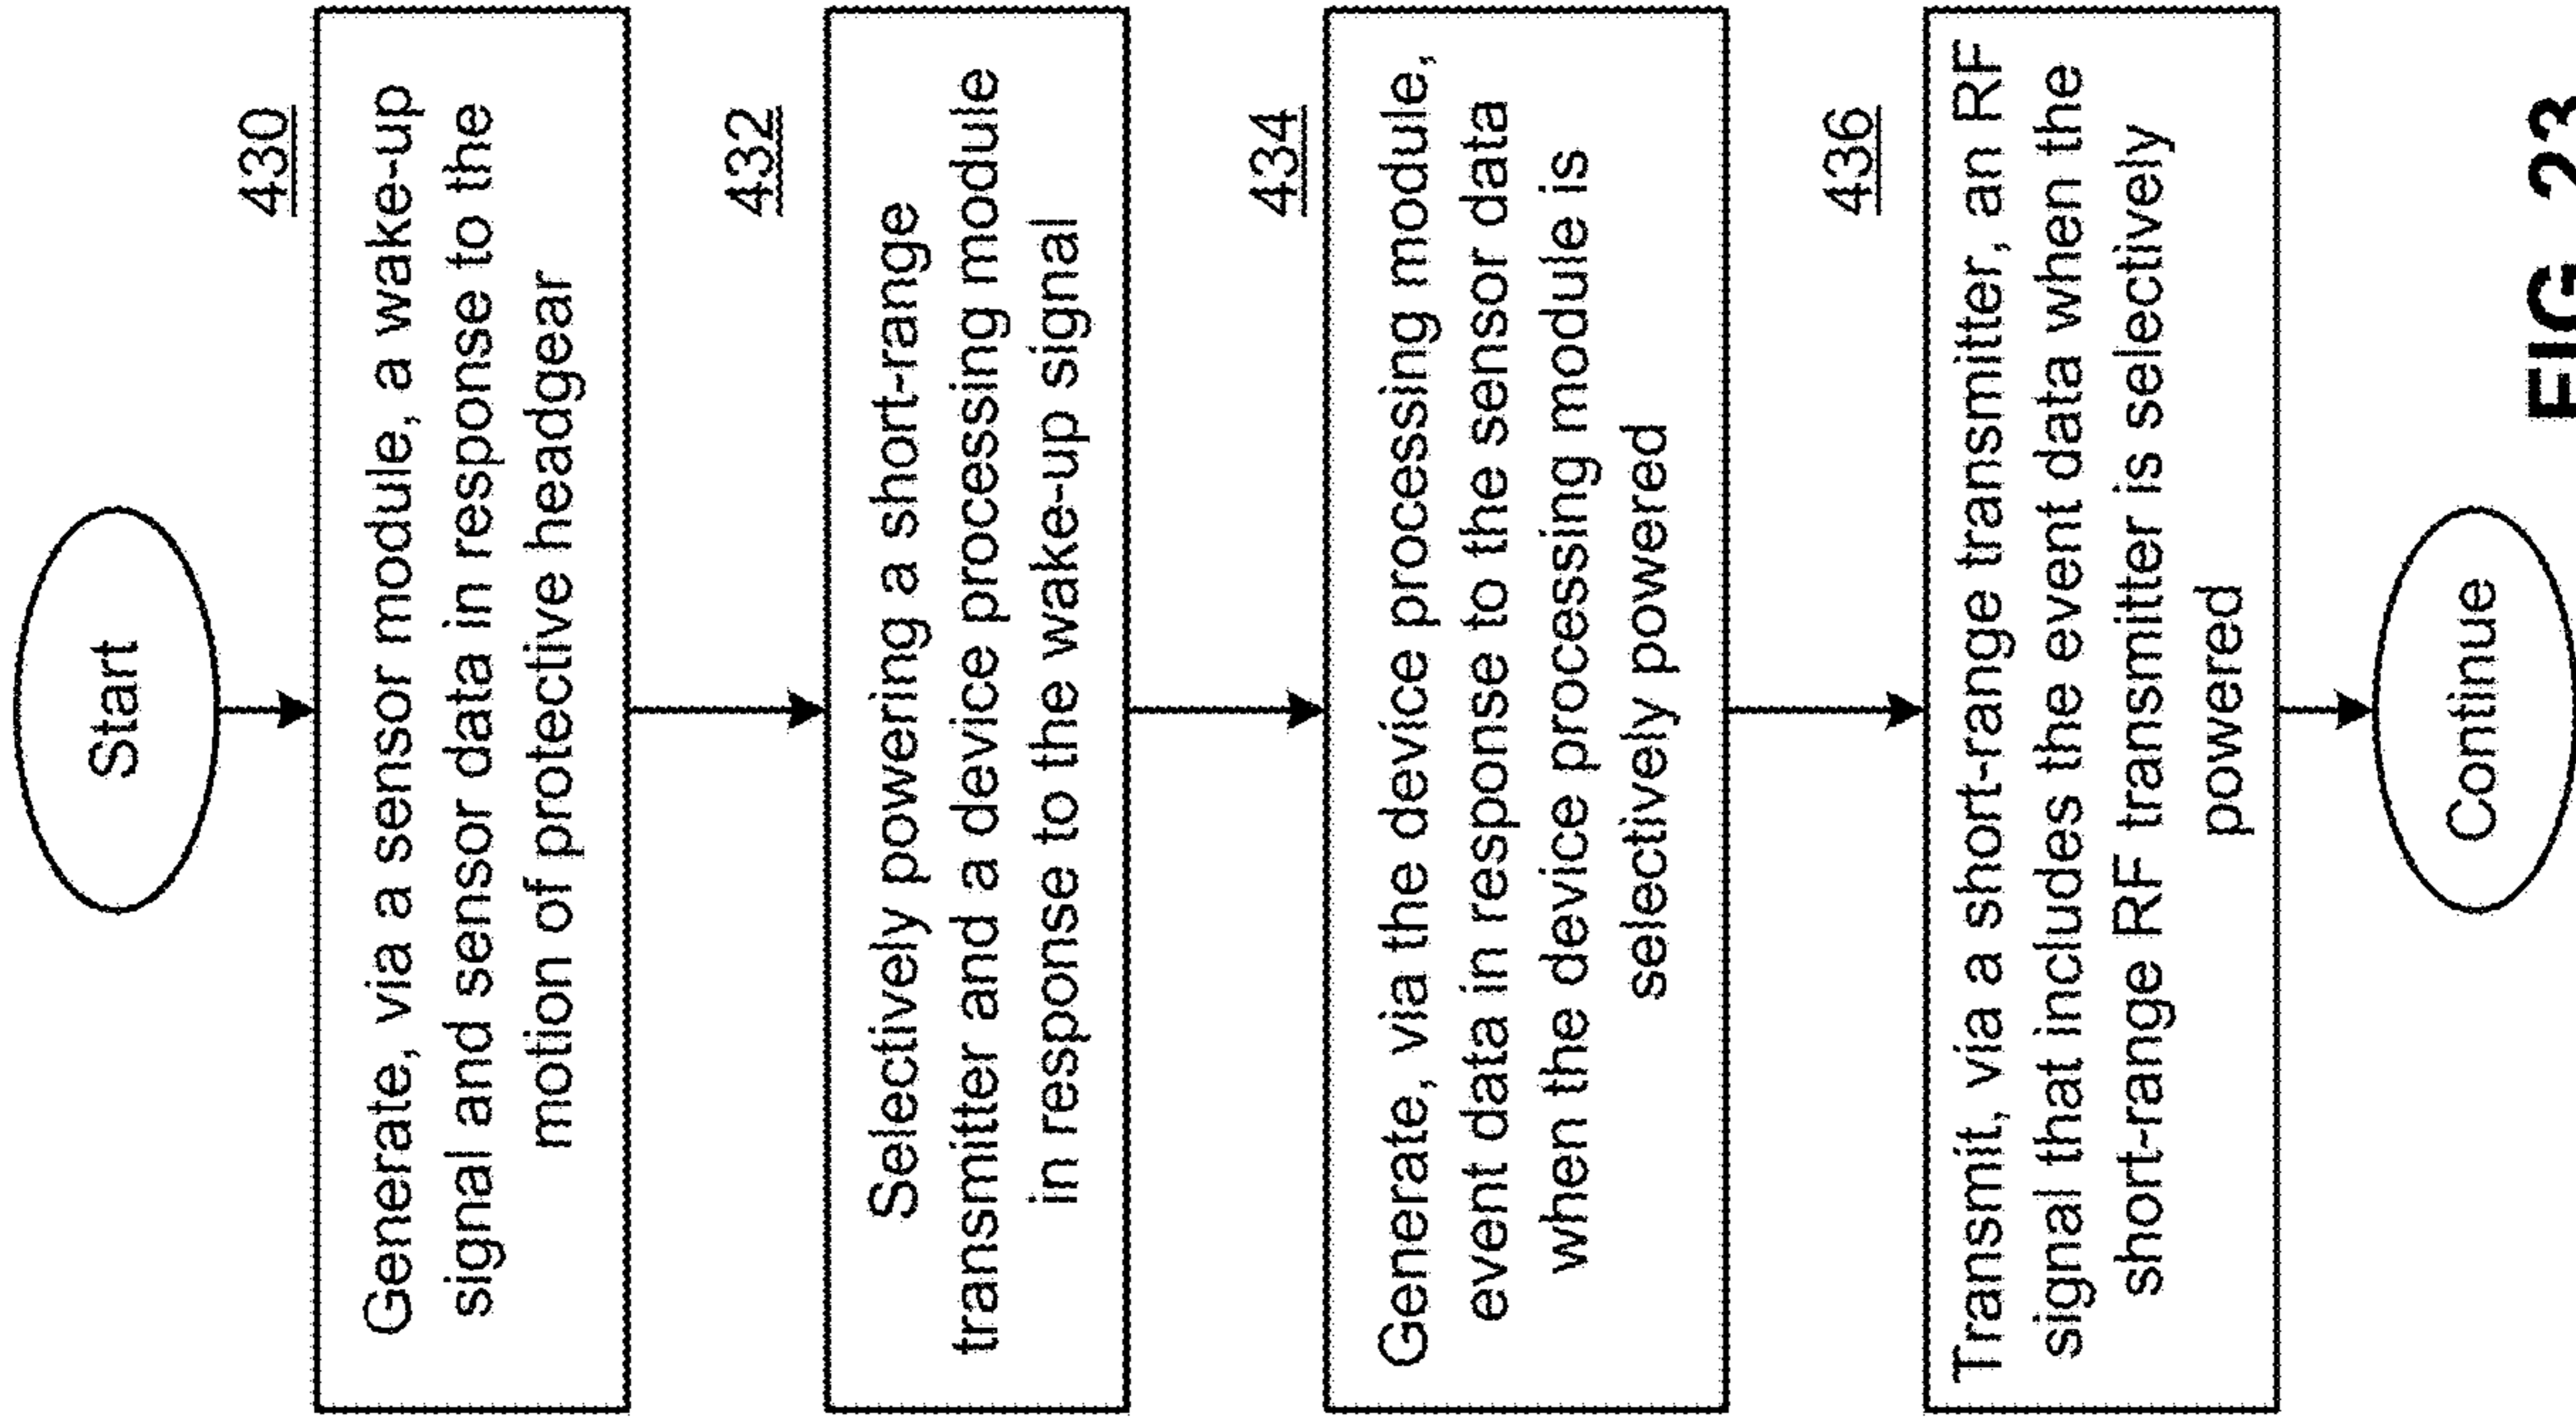 Start
430
Generate, via a sensor module, a wake-up
signal and sensor data in response to the
motion of protective headgear
432
Selectively powering a short-range
transmitter and a device processing module
in response to the wake-up signal
434
Generate, via the device processing module,
event data in response to the sensor data
when the device processing module is
selectively powered
436
Transmit, via a short-range transmitter, an RF
signal that includes the event data when the
short-range RF transmitter is selectively
powered
Continue
FIG. 23